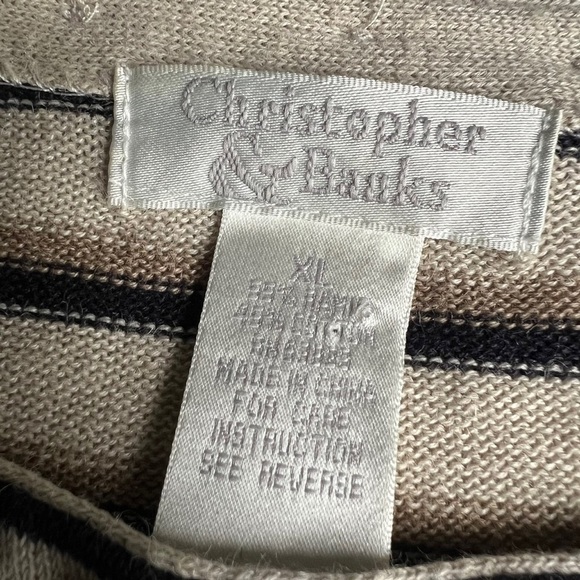 Christopher
& Banks
XL
MADE IN CHINA
FOR CARE
INSTRUCTION
SEE REVERSE